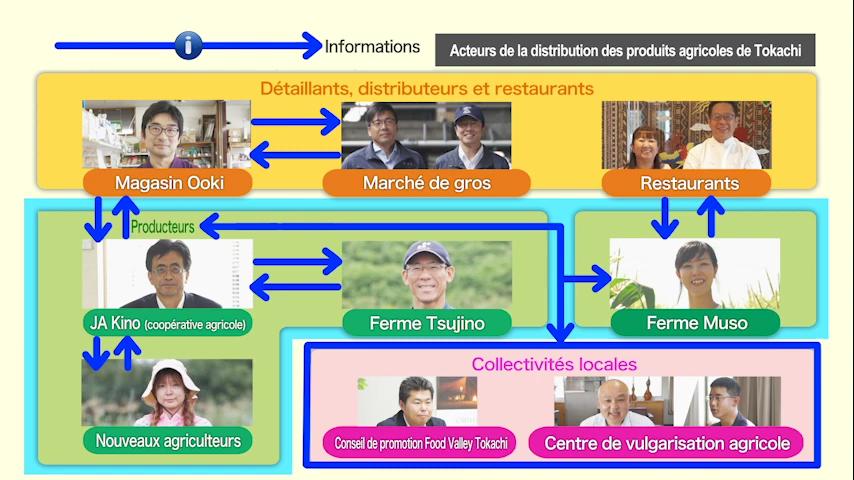 Informations
Acteurs de la distribution des produits agricoles de Tokachi
Détaillants, distributeurs et restaurants
Magasin Ooki
Marché de gros
Restaurants
Producteurs
JA Kino (coopérative agricole)
Ferme Tsujino
Ferme Muso
Collectivités locales
Nouveaux agriculteurs
Conseil de promotion Food Valley Tokachi
Centre de vulgarisation agricole